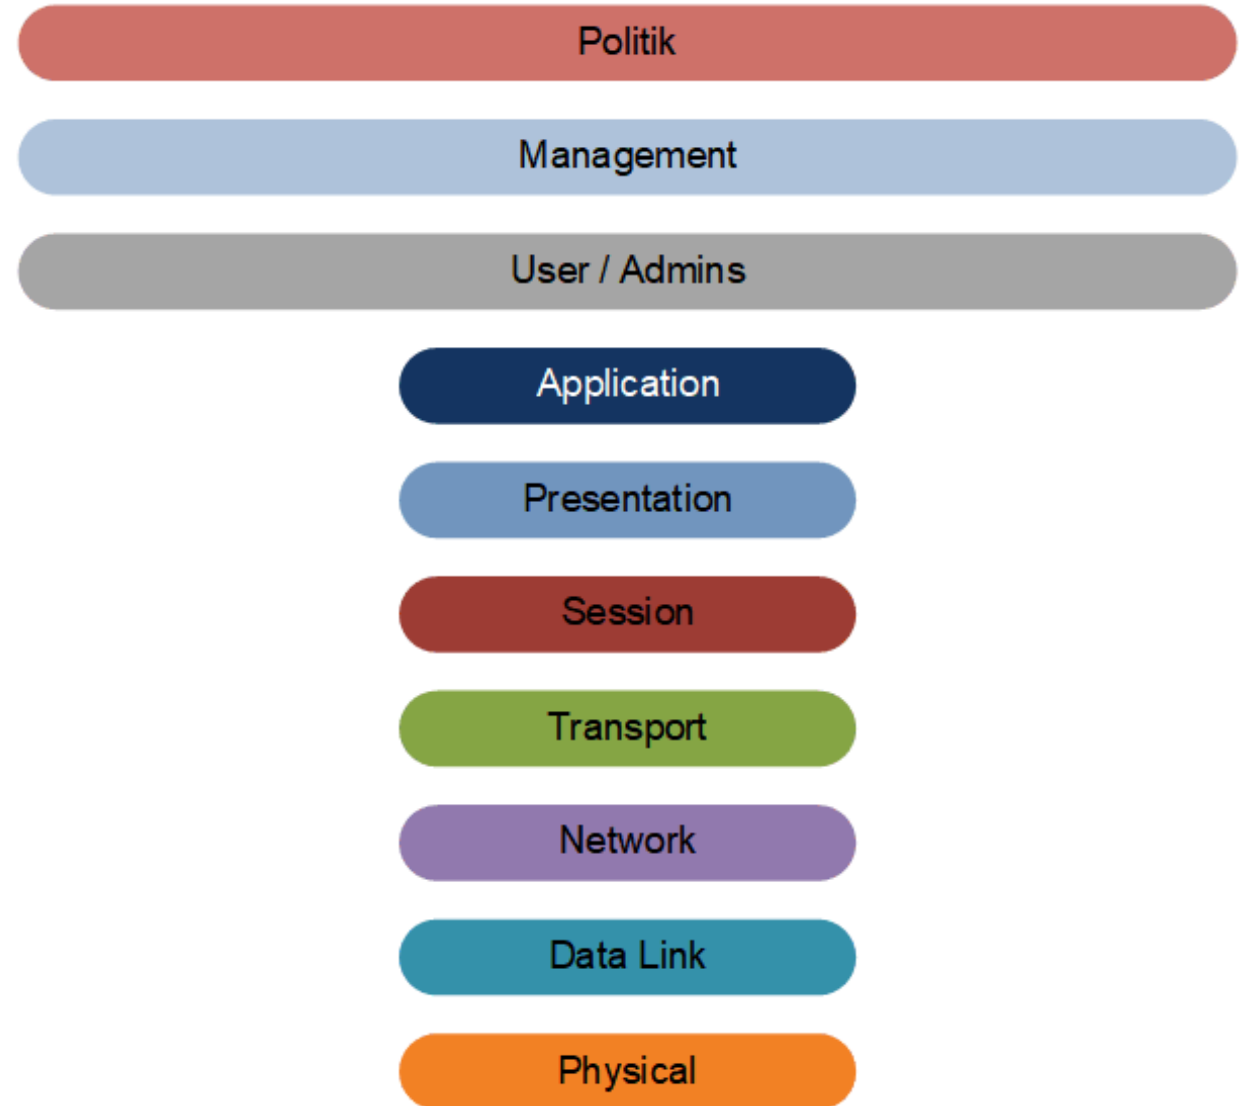 Politik
Management
User / Admins
Application
Presentation
Session
Transport
Network
Data Link
Physical